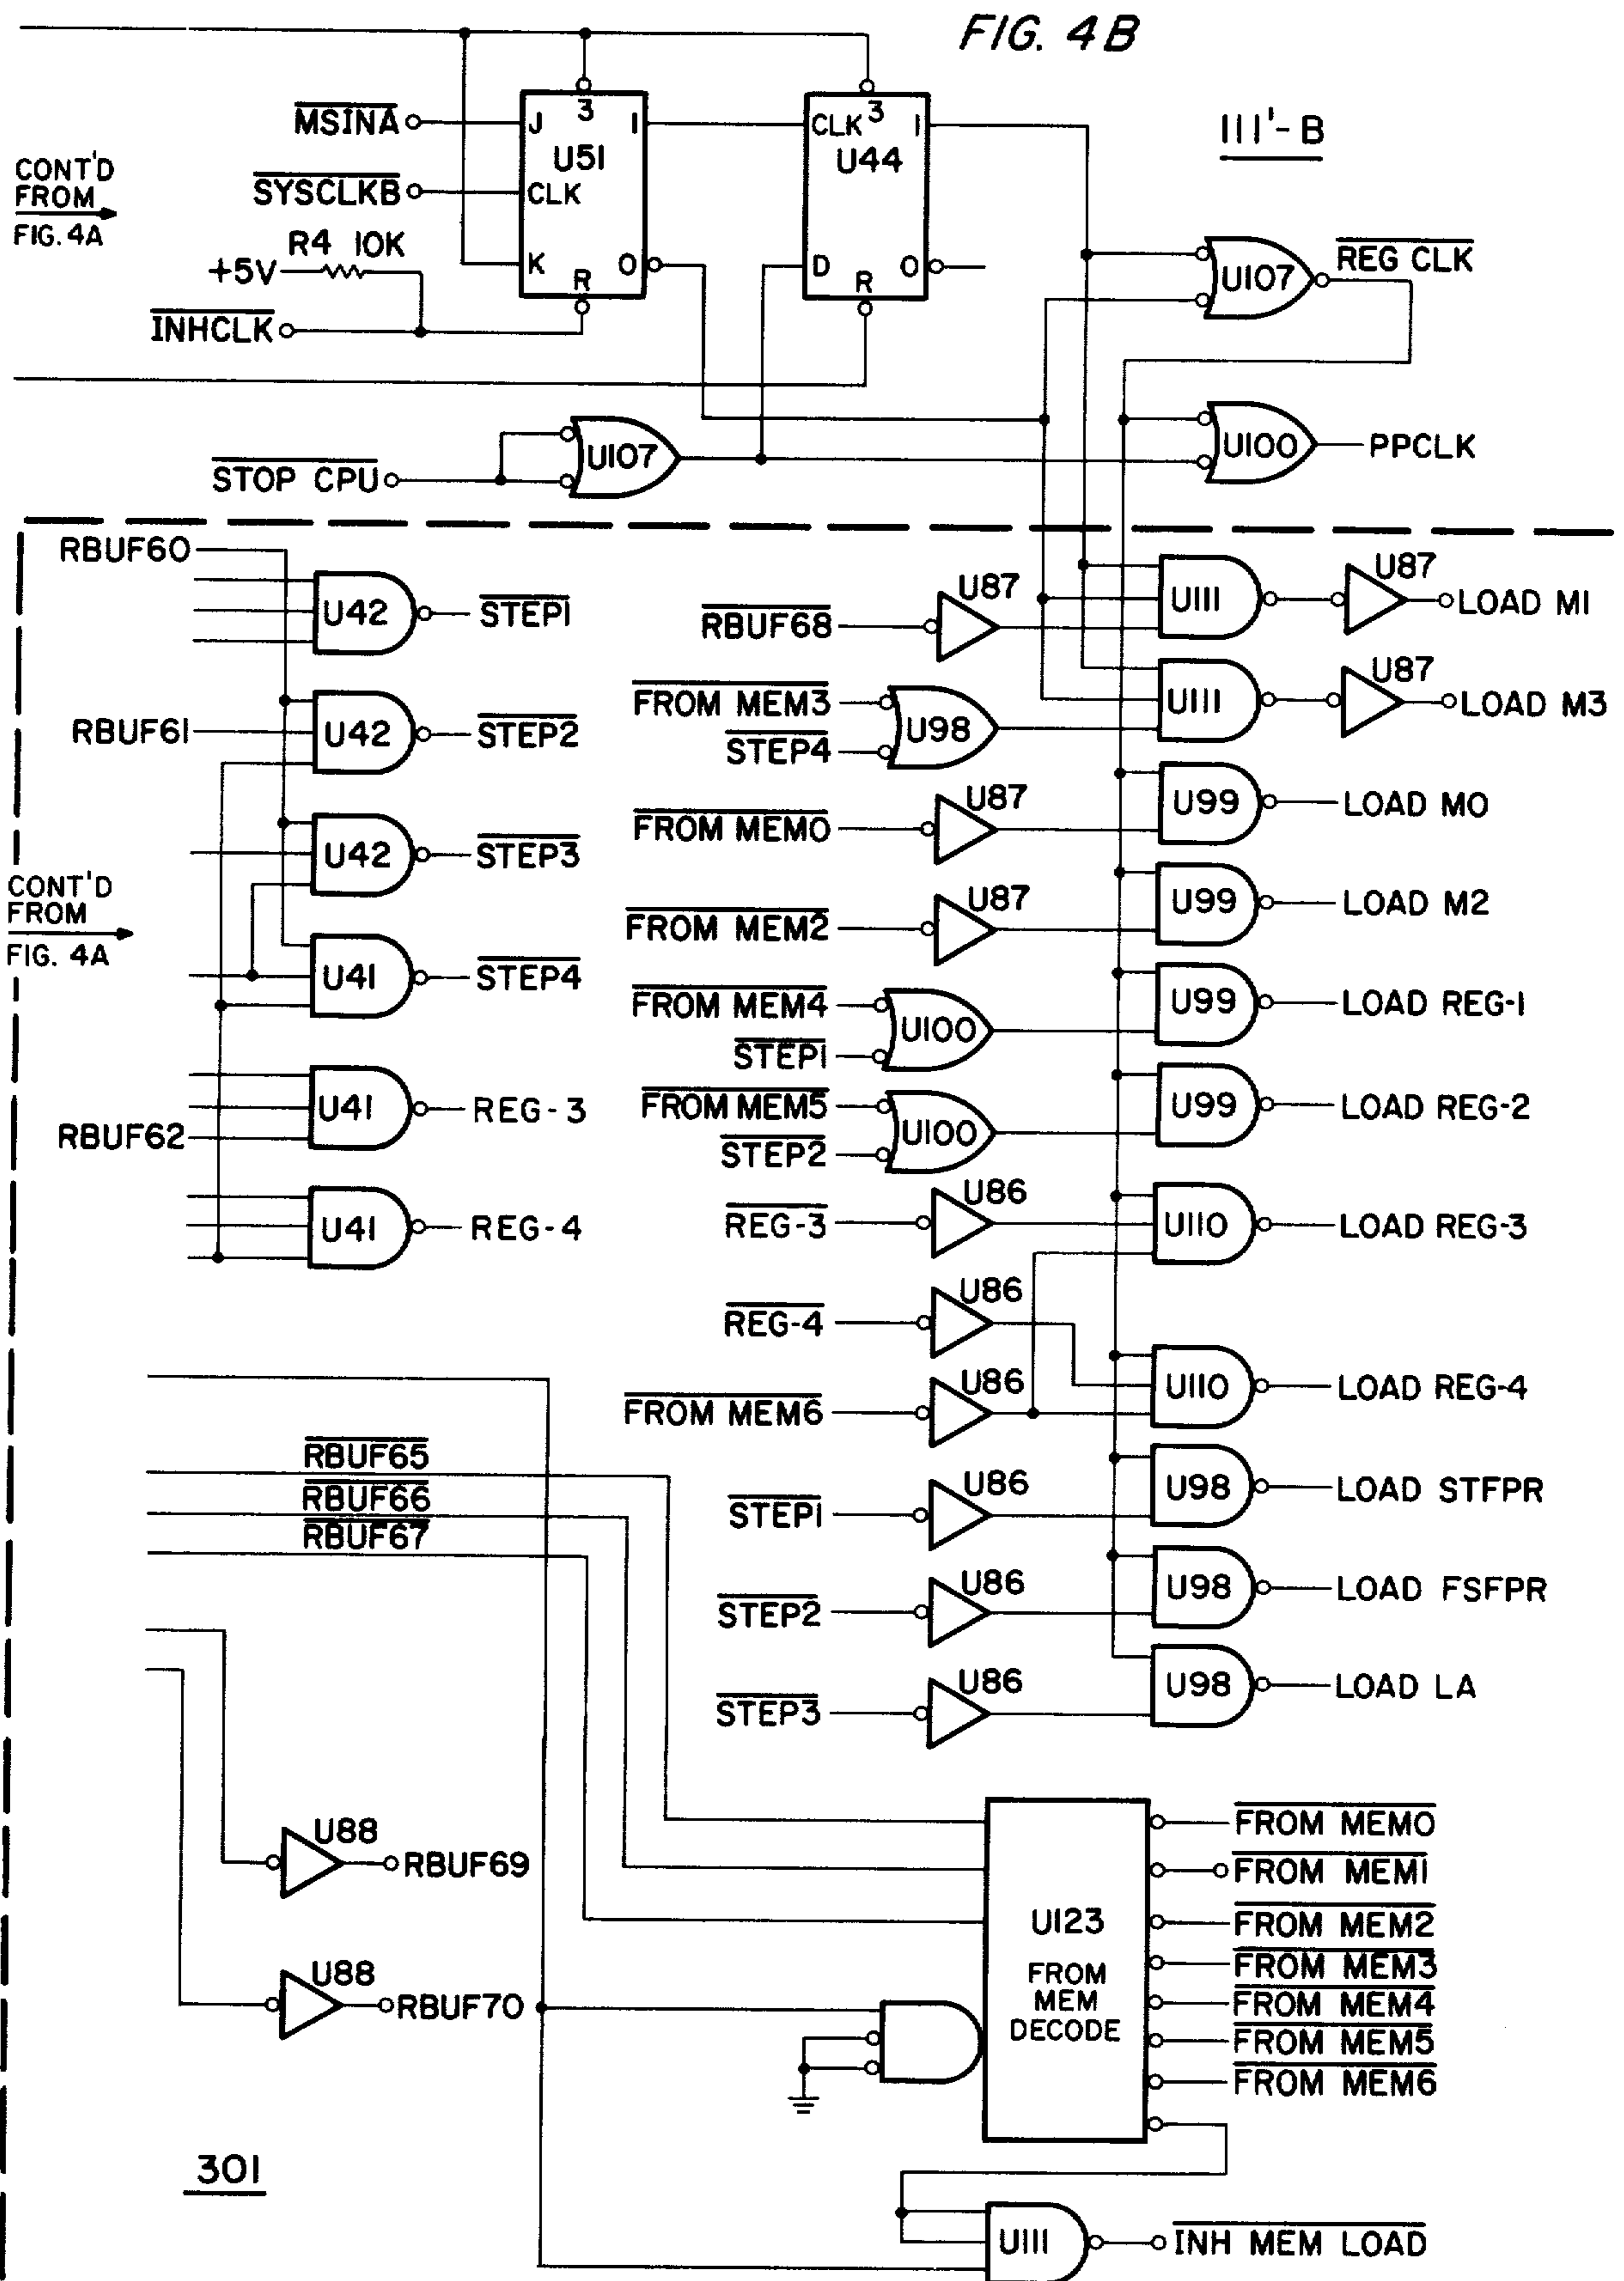 FIG. 4B
111'-B
CONT'D
FROM
FIG. 4A
MSINA
SYSCLKB
R4 10K
+5V
INHCLK
J
3
1
U51
CLK
K
R
0
CLK
3
1
U44
D
R
0
U107
REG CLK
STOP CPU
U107
U100
PPCLK
RBUF60
U42
STEP1
RBUF61
U42
STEP2
U42
STEP3
CONT'D
FROM
FIG. 4A
U41
STEP4
U41
REG-3
RBUF62
U41
REG-4
RBUF68
U87
U111
U87
LOAD M1
FROM MEM3
STEP4
U98
U111
U87
LOAD M3
FROM MEM0
U87
U99
LOAD M0
FROM MEM2
U87
U99
LOAD M2
FROM MEM4
STEP1
U100
U99
LOAD REG-1
FROM MEM5
STEP2
U100
U99
LOAD REG-2
REG-3
U86
U110
LOAD REG-3
REG-4
U86
FROM MEM6
U86
U110
LOAD REG-4
RBUF65
RBUF66
RBUF67
STEP1
U86
U98
LOAD STFPR
STEP2
U86
U98
LOAD FSFPR
STEP3
U86
U98
LOAD LA
U88
RBUF69
U88
RBUF70
U123
FROM
MEM
DECODE
FROM MEM0
FROM MEM1
FROM MEM2
FROM MEM3
FROM MEM4
FROM MEM5
FROM MEM6
301
U111
INH MEM LOAD